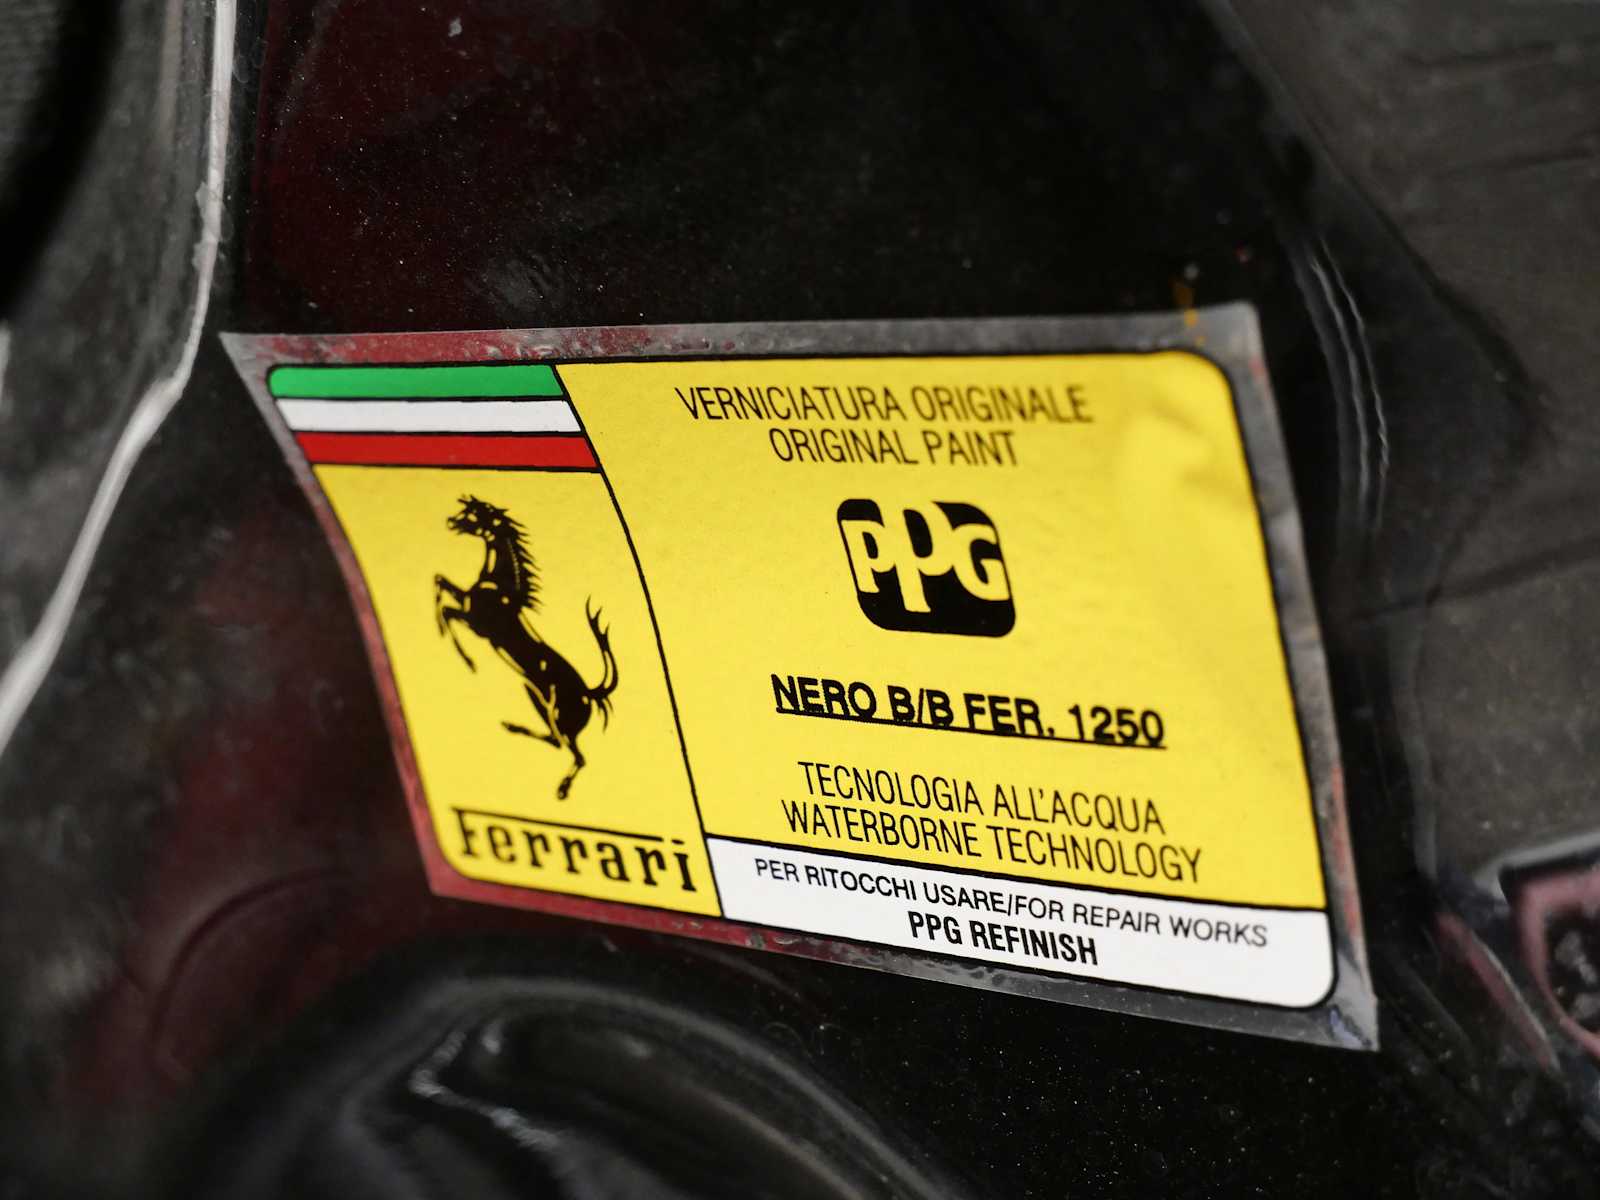 VERNICIATURA ORIGINALE
ORIGINAL PAINT
PPG
NERO B/B FER. 1250
TECNOLOGIA ALL'ACQUA
WATERBORNE TECHNOLOGY
Ferrari
PER RITOCCHI USARE/FOR REPAIR WORKS
PPG REFINISH